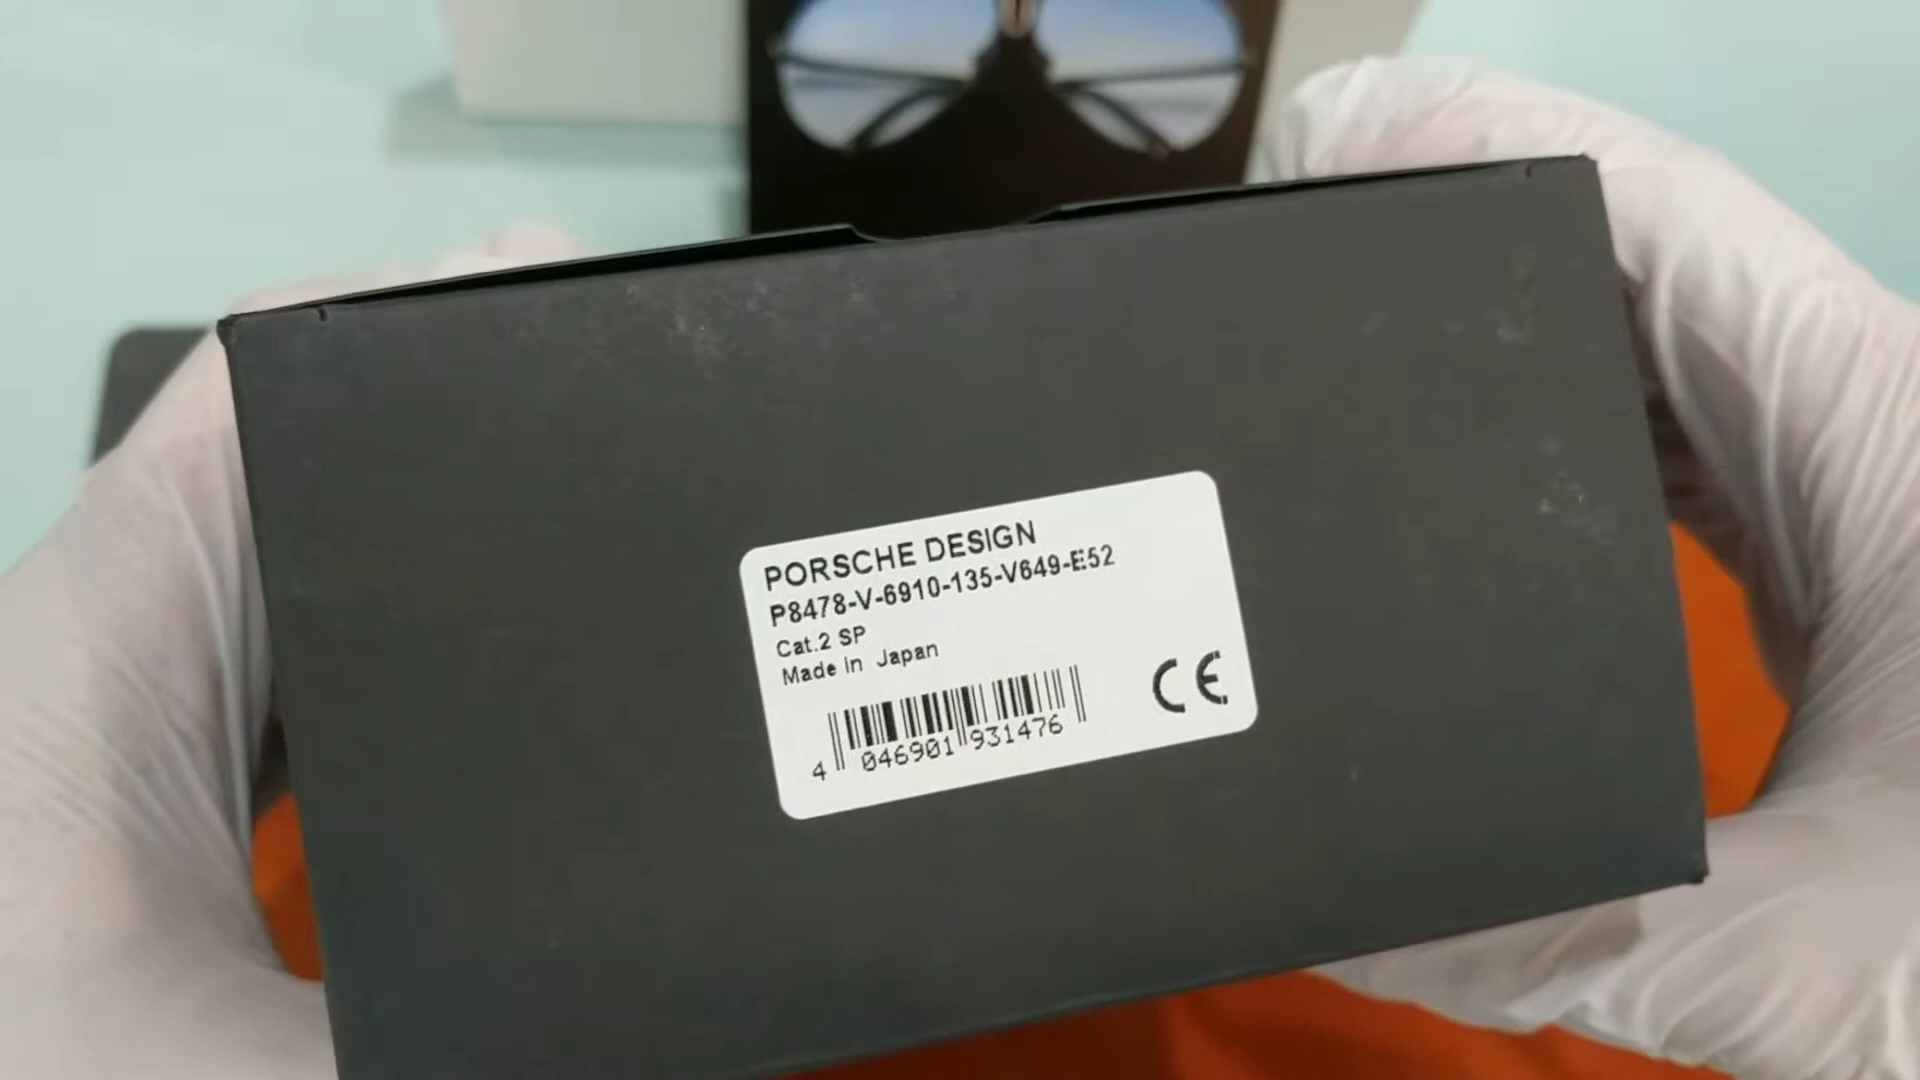 PORSCHE DESIGN
P8478-V-6910-135-V649-E52
Cat.2 SP
Made in Japan
CE
4 046901 931476